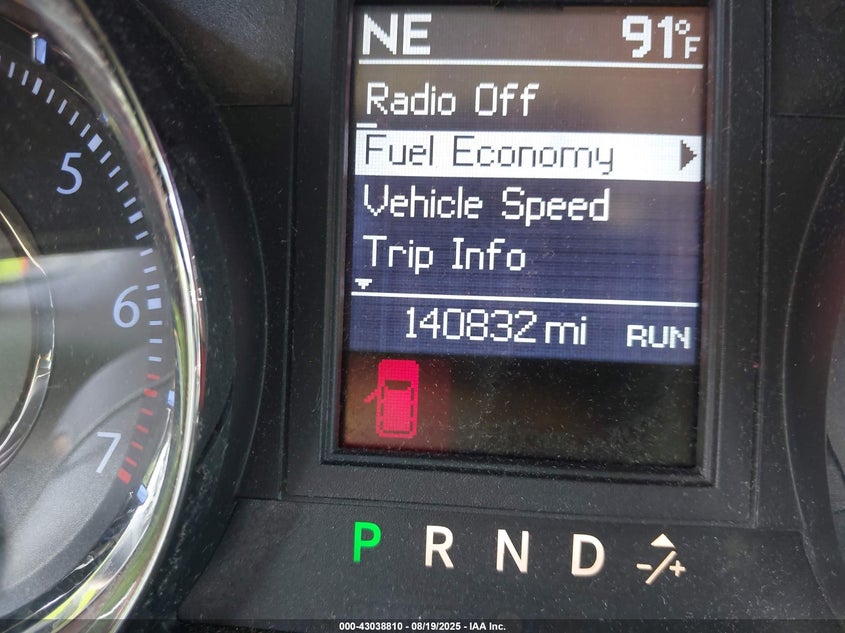 NE 91°F
Radio Off
Fuel Economy
Vehicle Speed
Trip Info
140832 mi RUN
5
6
7
P R N D -/+
000-43038810 - 08/19/2025 - IAA Inc.